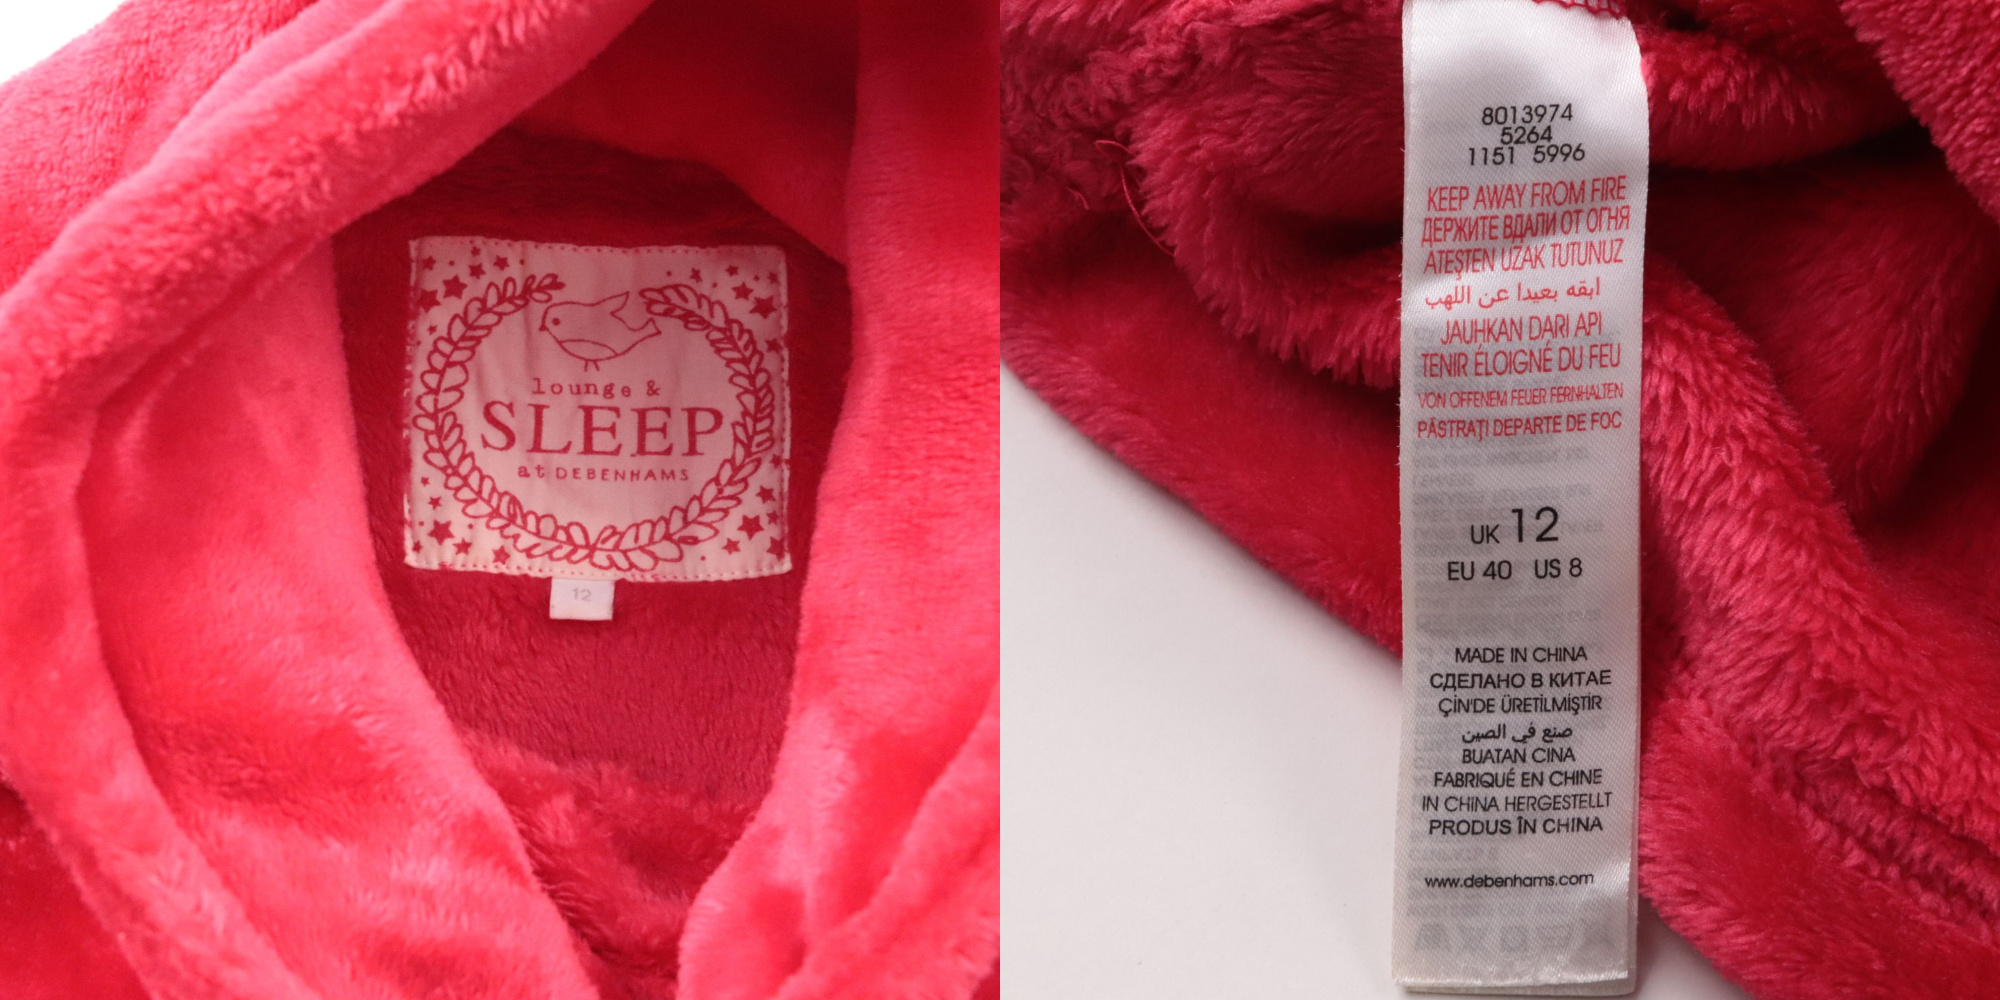 lounge &
SLEEP
at DEBENHAMS
12
8013974
5264
1151 5996
KEEP AWAY FROM FIRE
ДЕРЖИТЕ ВДАЛИ ОТ ОГНЯ
ATEŞTEN UZAK TUTUNUZ
ابقه بعيدا عن اللهب
JAUHKAN DARI API
TENIR ÉLOIGNÉ DU FEU
VON OFFENEM FEUER FERNHALTEN
PĂSTRAŢI DEPARTE DE FOC
UK 12
EU 40 US 8
MADE IN CHINA
СДЕЛАНО В КИТАЕ
ÇİN'DE ÜRETİLMİŞTİR
صنع في الصين
BUATAN CINA
FABRIQUÉ EN CHINE
IN CHINA HERGESTELLT
PRODUS ÎN CHINA
www.debenhams.com